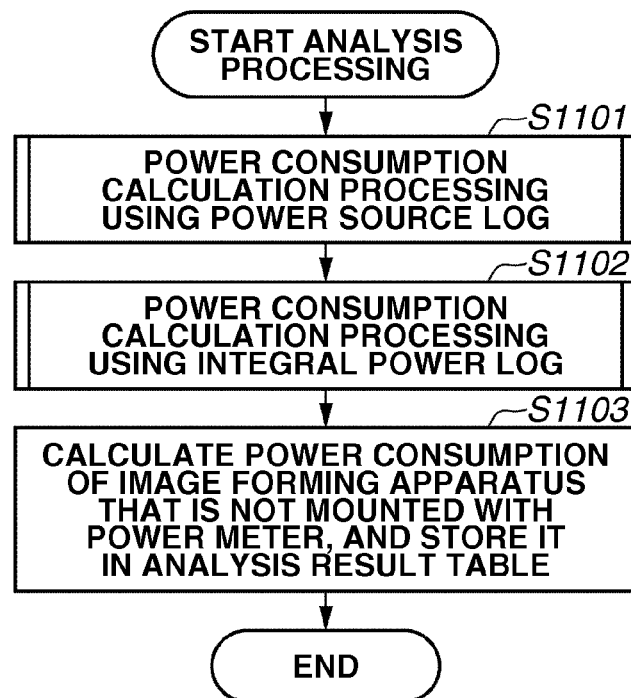 START ANALYSIS
PROCESSING
S1101
POWER CONSUMPTION
CALCULATION PROCESSING
USING POWER SOURCE LOG
S1102
POWER CONSUMPTION
CALCULATION PROCESSING
USING INTEGRAL POWER LOG
S1103
CALCULATE POWER CONSUMPTION
OF IMAGE FORMING APPARATUS
THAT IS NOT MOUNTED WITH
POWER METER, AND STORE IT
IN ANALYSIS RESULT TABLE
END